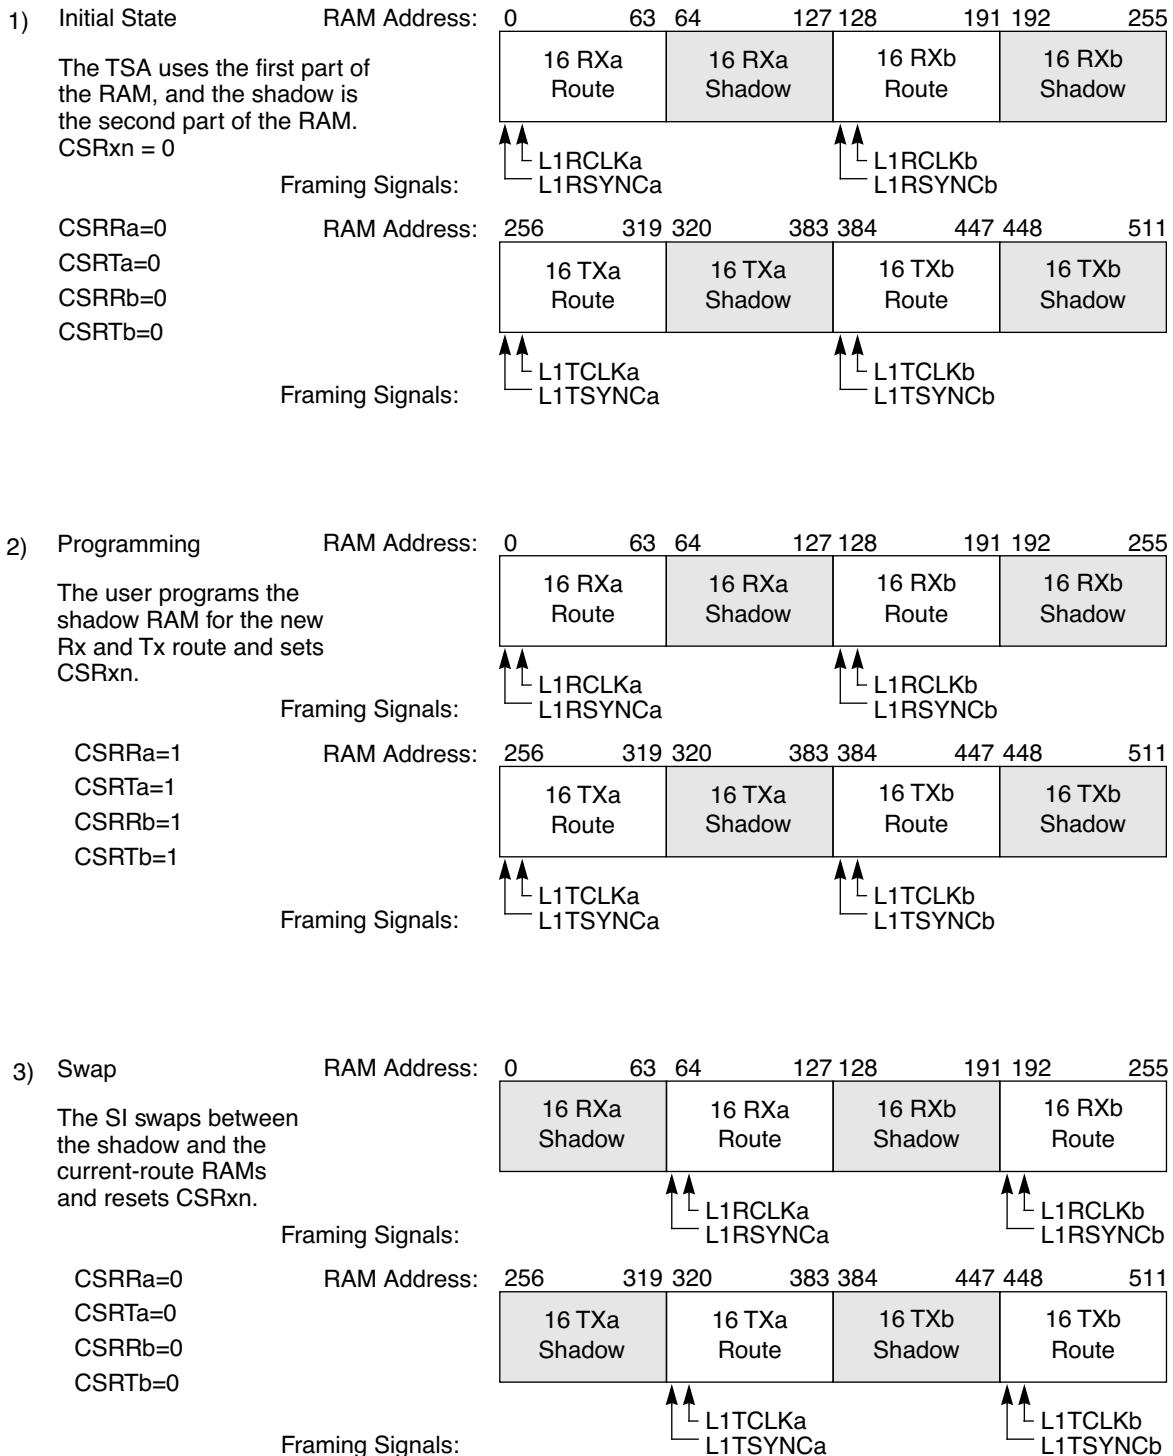 1) Initial State RAM Address: 0 63 64 127 128 191 192 255
The TSA uses the first part of
the RAM, and the shadow is
the second part of the RAM.
CSRxn = 0
16 RXa
Route
16 RXa
Shadow
16 RXb
Route
16 RXb
Shadow
L1RCLKa
L1RSYNCa
L1RCLKb
L1RSYNCb
Framing Signals:
CSRRa=0
CSRTa=0
CSRRb=0
CSRTb=0
RAM Address: 256 319 320 383 384 447 448 511
16 TXa
Route
16 TXa
Shadow
16 TXb
Route
16 TXb
Shadow
L1TCLKa
L1TSYNCa
L1TCLKb
L1TSYNCb
Framing Signals:
2) Programming RAM Address: 0 63 64 127 128 191 192 255
The user programs the
shadow RAM for the new
Rx and Tx route and sets
CSRxn.
16 RXa
Route
16 RXa
Shadow
16 RXb
Route
16 RXb
Shadow
L1RCLKa
L1RSYNCa
L1RCLKb
L1RSYNCb
Framing Signals:
CSRRa=1
CSRTa=1
CSRRb=1
CSRTb=1
RAM Address: 256 319 320 383 384 447 448 511
16 TXa
Route
16 TXa
Shadow
16 TXb
Route
16 TXb
Shadow
L1TCLKa
L1TSYNCa
L1TCLKb
L1TSYNCb
Framing Signals:
3) Swap RAM Address: 0 63 64 127 128 191 192 255
The SI swaps between
the shadow and the
current-route RAMs
and resets CSRxn.
16 RXa
Shadow
16 RXa
Route
16 RXb
Shadow
16 RXb
Route
L1RCLKa
L1RSYNCa
L1RCLKb
L1RSYNCb
Framing Signals:
CSRRa=0
CSRTa=0
CSRRb=0
CSRTb=0
RAM Address: 256 319 320 383 384 447 448 511
16 TXa
Shadow
16 TXa
Route
16 TXb
Shadow
16 TXb
Route
L1TCLKa
L1TSYNCa
L1TCLKb
L1TSYNCb
Framing Signals: